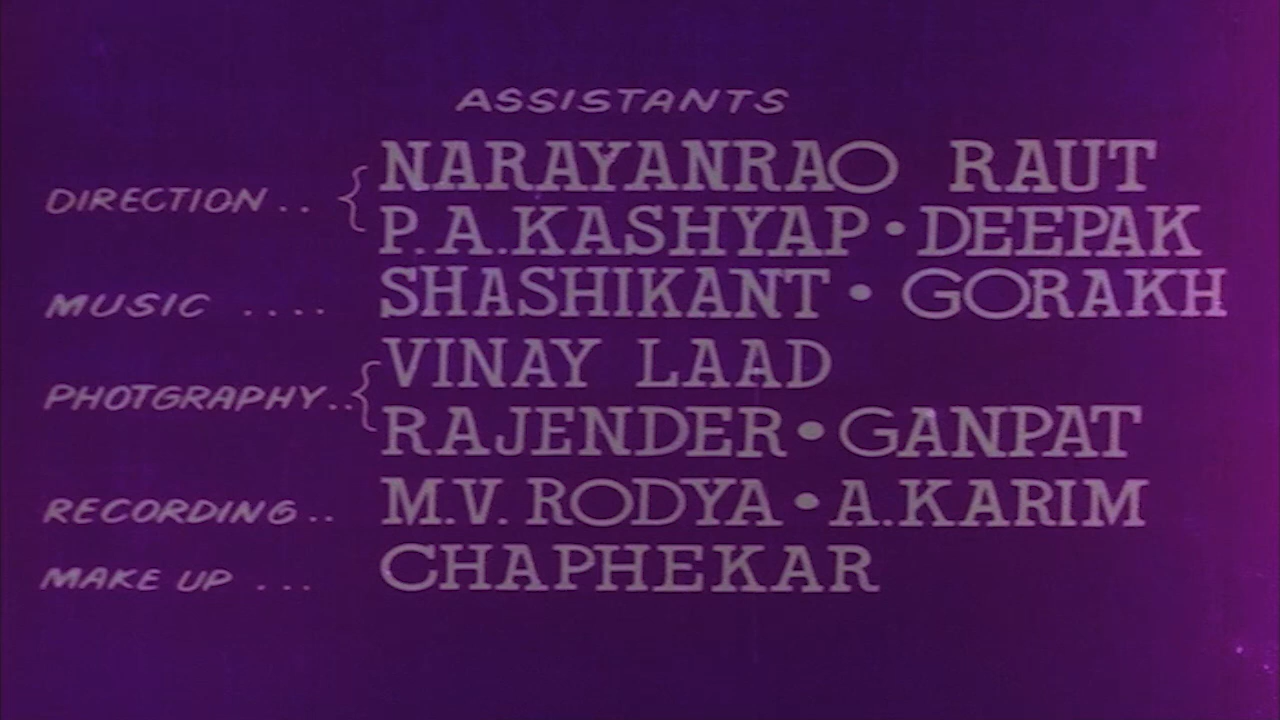 ASSISTANTS
DIRECTION .. { NARAYANRAO RAUT
P.A.KASHYAP • DEEPAK
MUSIC .... SHASHIKANT • GORAKH
PHOTGRAPHY .. { VINAY LAAD
RAJENDER • GANPAT
RECORDING .. M.V. RODYA • A.KARIM
MAKE UP ... CHAPHEKAR